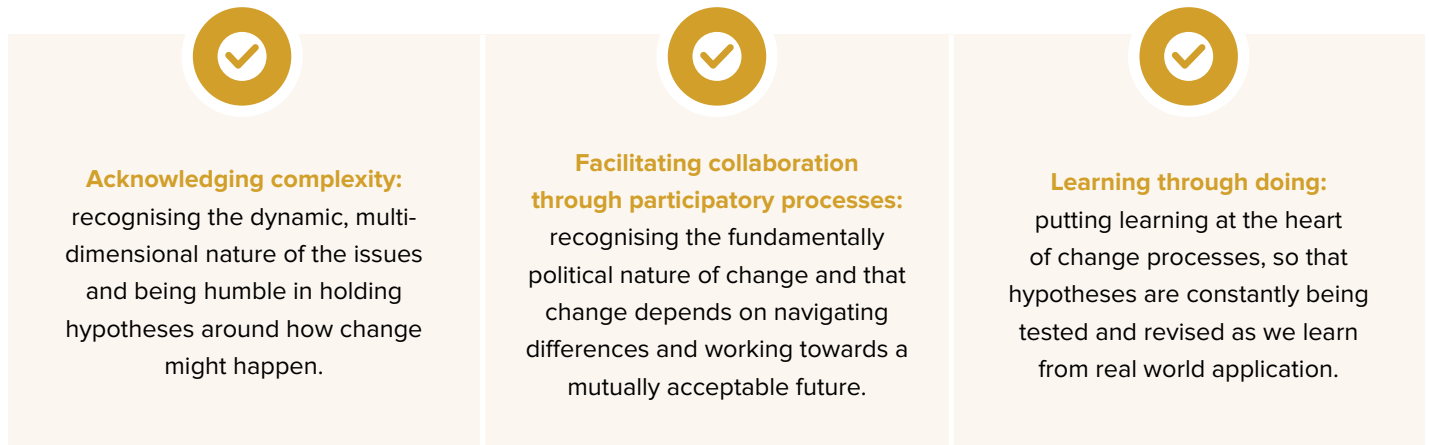 Acknowledging complexity:
recognising the dynamic, multi-
dimensional nature of the issues
and being humble in holding
hypotheses around how change
might happen.
Facilitating collaboration
through participatory processes:
recognising the fundamentally
political nature of change and that
change depends on navigating
differences and working towards a
mutually acceptable future.
Learning through doing:
putting learning at the heart
of change processes, so that
hypotheses are constantly being
tested and revised as we learn
from real world application.